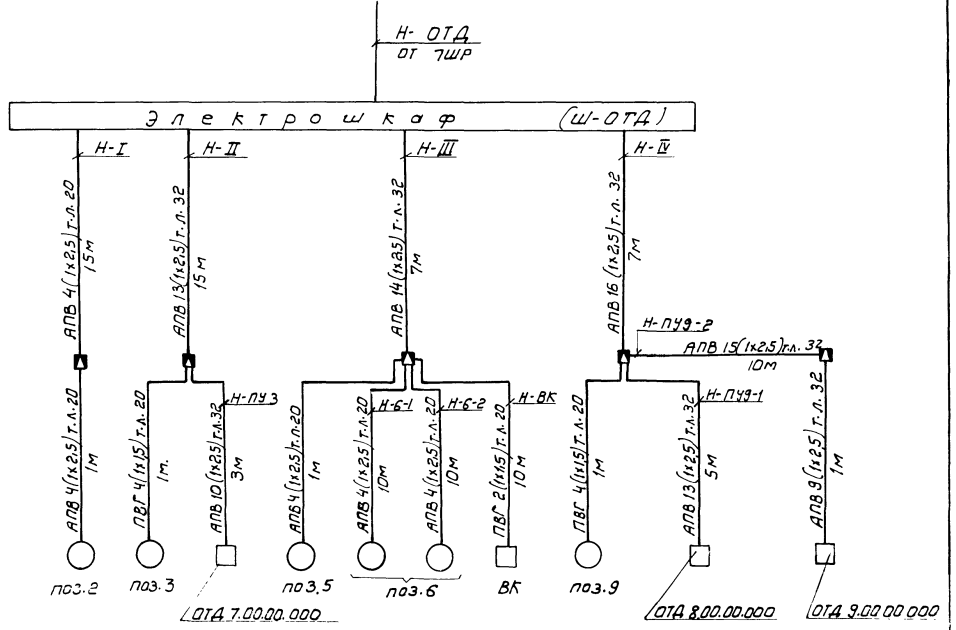 Н- ОТД
ОТ 7ШР
Электрошкаф (Ш-ОТД)
Н-I
Н-II
Н-III
Н-IV
АПВ 4(1х2,5) т.л. 20
15 м
АПВ 13(1х2,5) т.л. 32
15 м
АПВ 14(1х2,5) т.л. 32
7м
АПВ 16 (1х2,5) т.л. 32
7м
Н-ПУ9-2
АПВ 15(1х2,5) т.л. 32
10м
АПВ 4(1х2,5) т.л. 20
1м
ПВГ 4(1х1,5) т.л. 20
1м.
Н-ПУ3
АПВ 10(1х2,5) т.л. 32
3м
АПВ 4(1х2,5) т.л. 20
1м
Н-6-1
АПВ 4(1х2,5) т.л. 20
10м
Н-6-2
АПВ 4(1х2,5) т.л. 20
10м
Н-ВК
ПВГ 2(1х1,5) т.л. 20
10м
ПВГ 4(1х1,5) т.л. 20
1м
Н-ПУ9-1
АПВ 13(1х2,5) т.л. 32
5м
АПВ 9(1х2,5) т.л. 32
1м
поз.2
поз.3
поз.5
поз.6
ВК
поз.9
ОТД 7.00.00.000
ОТД 8.00.00.000
ОТД 9.00 00 000